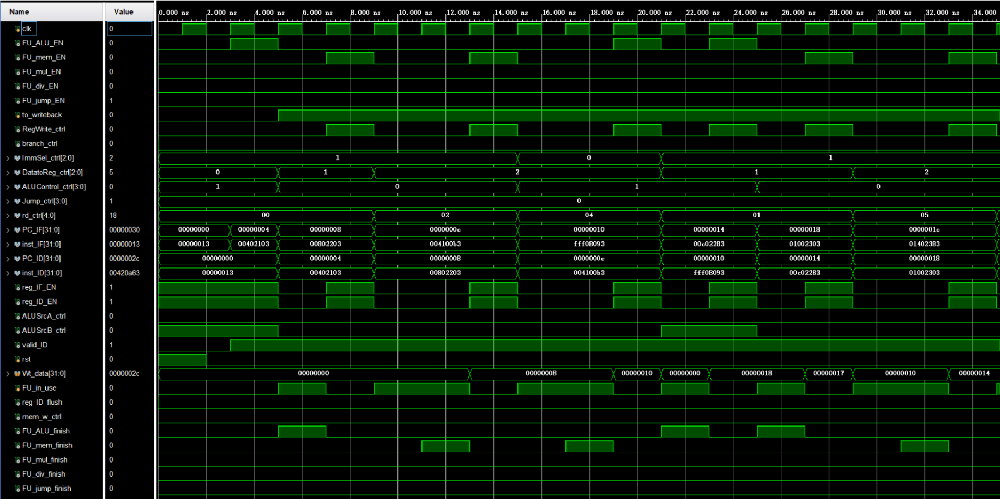 Name Value 0.000 ns 2.000 ns 4.000 ns 6.000 ns 8.000 ns 10.000 ns 12.000 ns 14.000 ns 16.000 ns 18.000 ns 20.000 ns 22.000 ns 24.000 ns 26.000 ns 28.000 ns 30.000 ns 32.000 ns 34.000
clk 0
FU_ALU_EN 0
FU_mem_EN 0
FU_mul_EN 0
FU_div_EN 0
FU_jump_EN 1
to_writeback 0
RegWrite_ctrl 0
branch_ctrl 0
ImmSel_ctrl[2:0] 2 1 0 1
DatatoReg_ctrl[2:0] 5 0 1 2 1 2
ALUControl_ctrl[3:0] 0 1 0 1 0
Jump_ctrl[3:0] 1 0
rd_ctrl[4:0] 18 00 02 04 01 05
PC_IF[31:0] 00000030 00000000 00000004 00000008 0000000c 00000010 00000014 00000018 0000001c
inst_IF[31:0] 00000013 00000013 00402103 00802203 004100b3 fff08093 00c02283 01002303 01402383
PC_ID[31:0] 0000002c 00000000 00000004 00000008 0000000c 00000010 00000014 00000018
inst_ID[31:0] 00420a63 00000013 00402103 00802203 004100b3 fff08093 00c02283 01002303
reg_IF_EN 1
reg_ID_EN 1
ALUSrcA_ctrl 0
ALUSrcB_ctrl 0
valid_ID 1
rst 0
Wt_data[31:0] 0000002c 00000000 00000008 00000010 00000000 00000018 00000017 00000010 00000014
FU_in_use 0
reg_ID_flush 0
mem_w_ctrl 0
FU_ALU_finish 0
FU_mem_finish 0
FU_mul_finish 0
FU_div_finish 0
FU_jump_finish 0